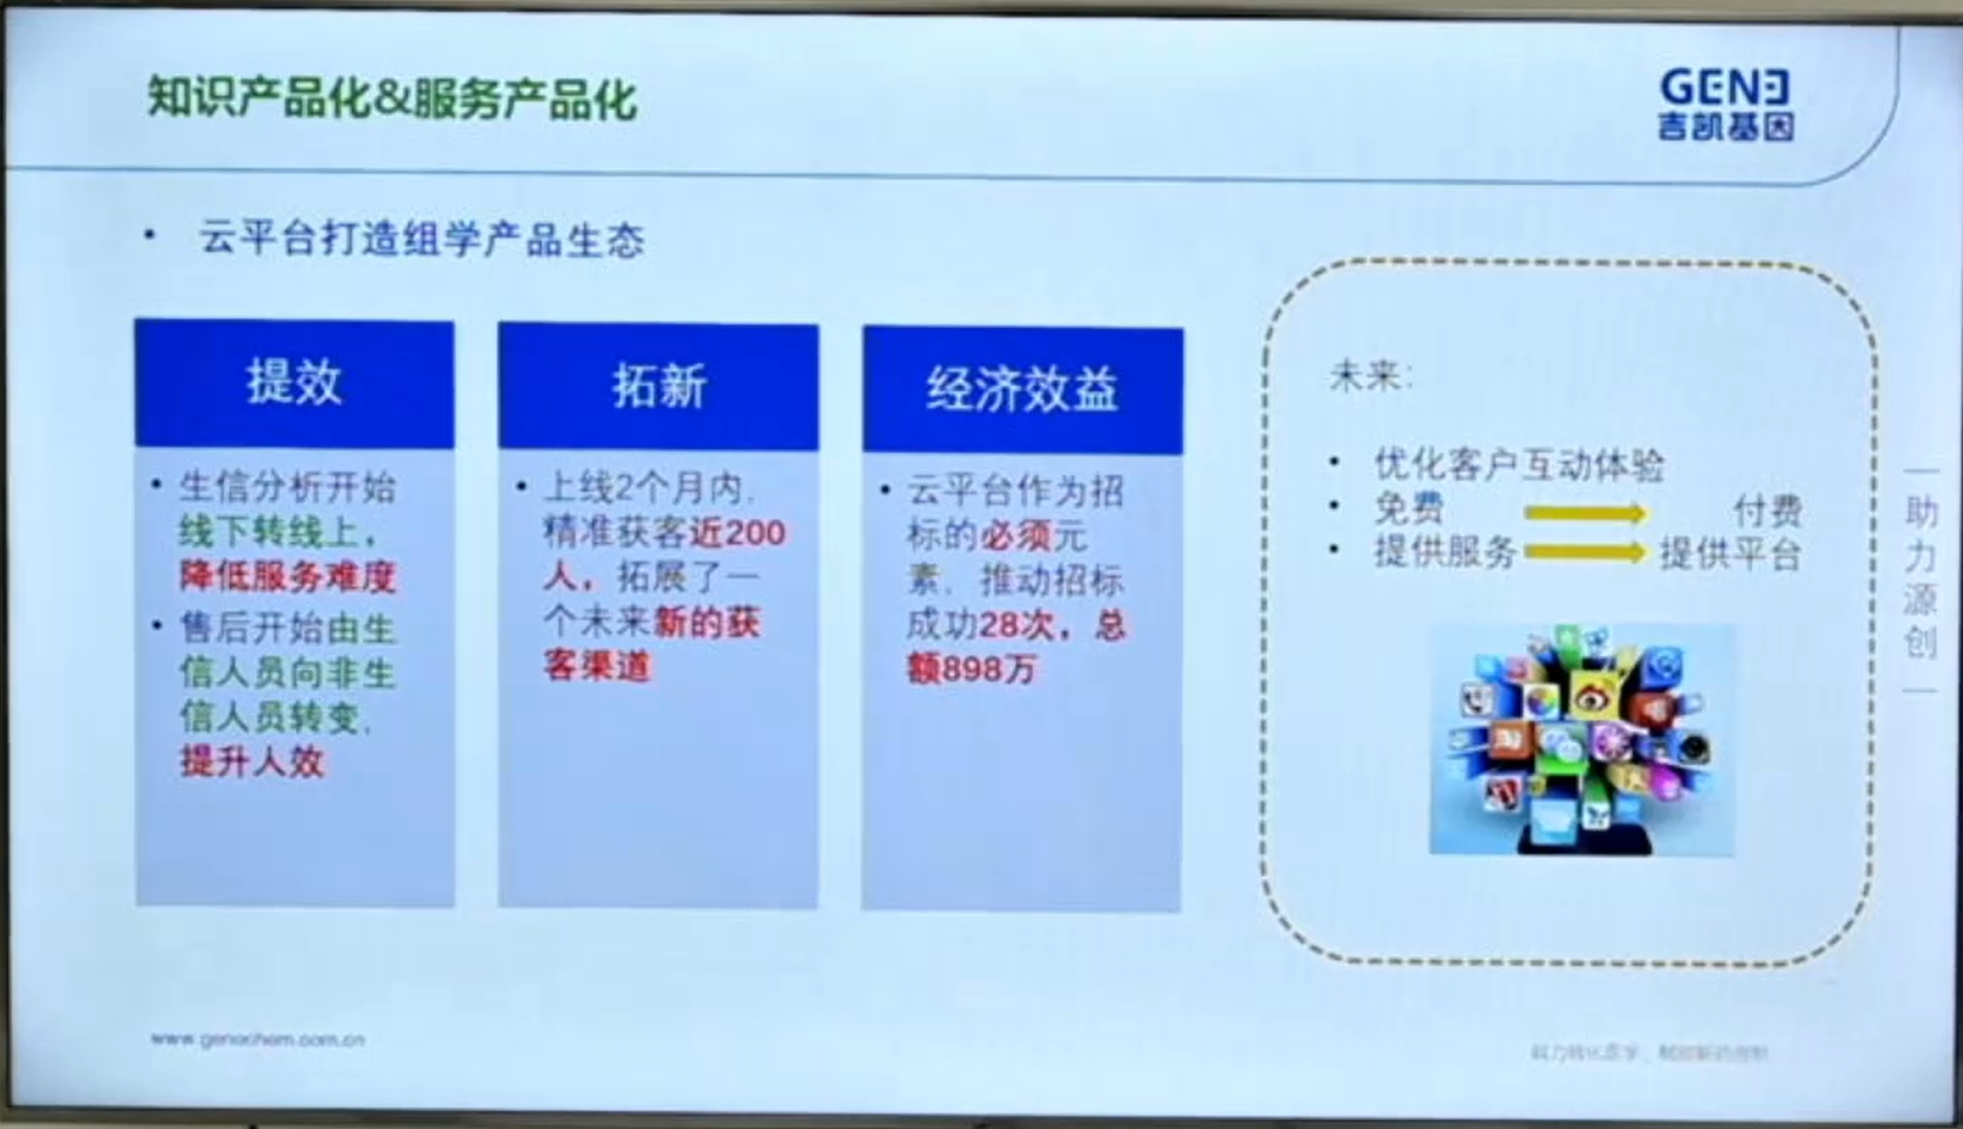 知识产品化&服务产品化
GENE
吉凯基因
• 云平台打造组学产品生态
提效
• 生信分析开始
线下转线上，
降低服务难度
• 售后开始由生
信人员向非生
信人员转变，
提升人效
拓新
• 上线2个月内，
精准获客近200
人，拓展了一
个未来新的获
客渠道
经济效益
• 云平台作为招
标的必须元
素，推动招标
成功28次，总
额898万
未来：
• 优化客户互动体验
• 免费 付费
• 提供服务 提供平台
助力源创
www.genechem.com.cn